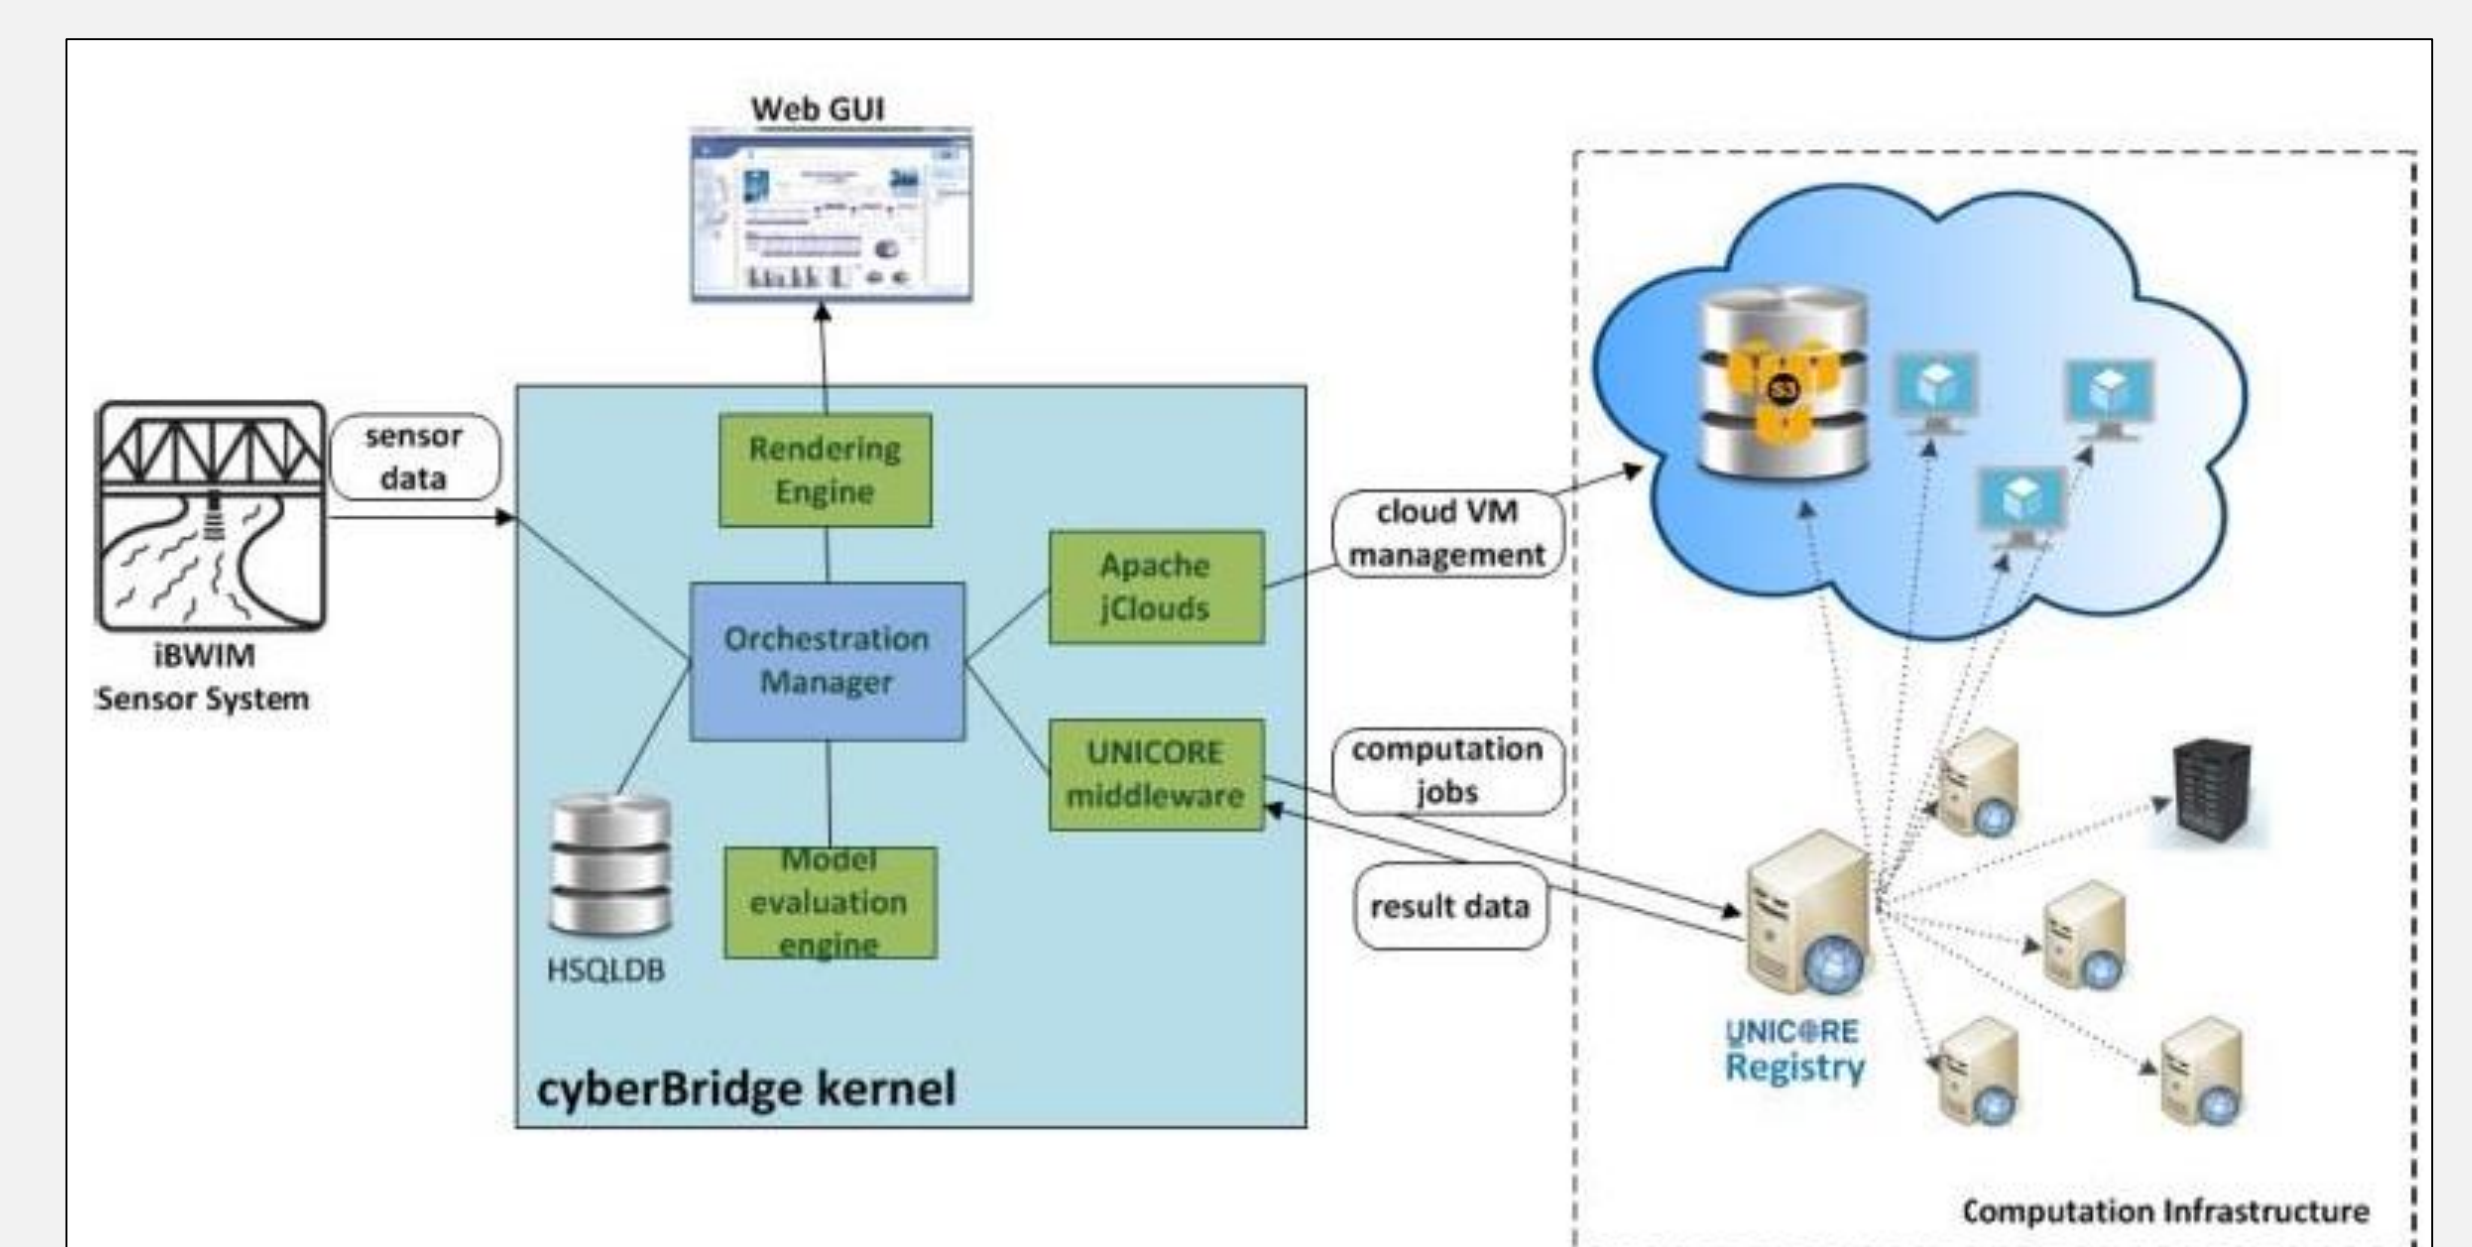 Web GUI
sensor
data
iBWIM
Sensor System
Rendering
Engine
Orchestration
Manager
Apache
jClouds
UNICORE
middleware
HSQLDB
Model
evaluation
engine
cyberBridge kernel
cloud VM
management
computation
jobs
result data
S3
UNICORE
Registry
Computation Infrastructure